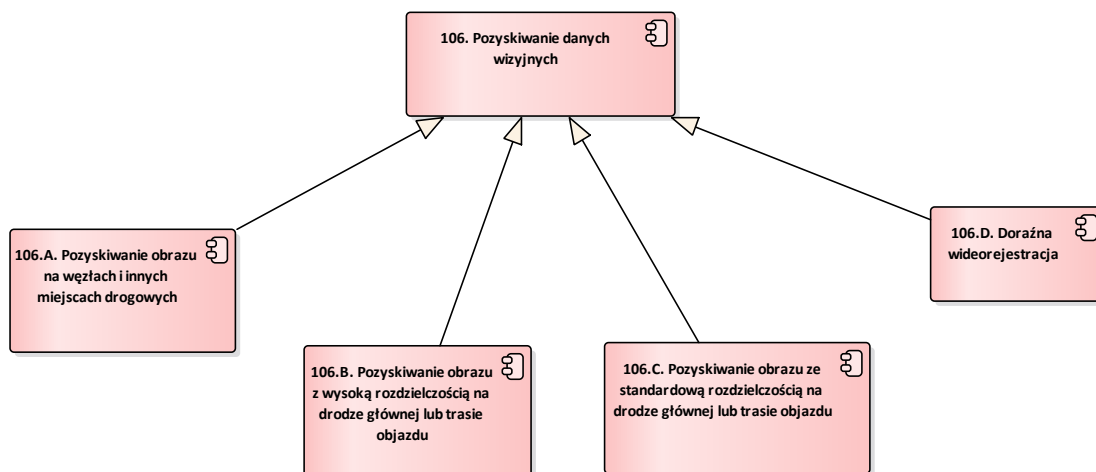 106. Pozyskiwanie danych
wizyjnych
106.A. Pozyskiwanie obrazu
na węzłach i innych
miejscach drogowych
106.D. Doraźna
wideorejestracja
106.B. Pozyskiwanie obrazu
z wysoką rozdzielczością na
drodze głównej lub trasie
objazdu
106.C. Pozyskiwanie obrazu ze
standardową rozdzielczością na
drodze głównej lub trasie objazdu